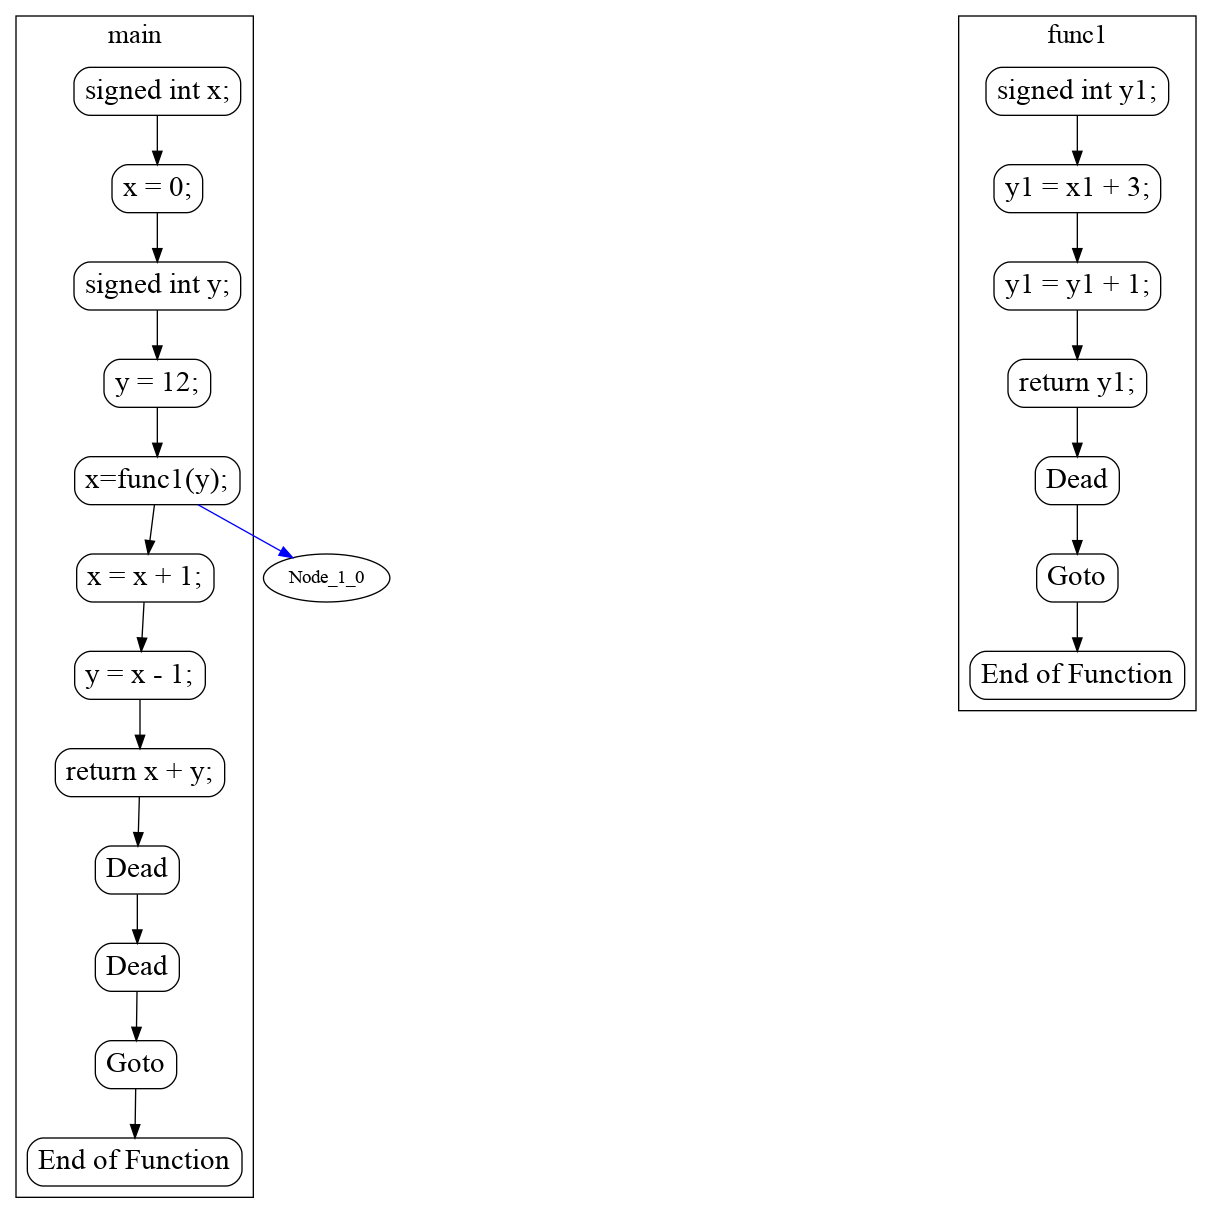 main
signed int x;
x = 0;
signed int y;
y = 12;
x=func1(y);
x = x + 1;
Node_1_0
y = x - 1;
return x + y;
Dead
Dead
Goto
End of Function
func1
signed int y1;
y1 = x1 + 3;
y1 = y1 + 1;
return y1;
Dead
Goto
End of Function